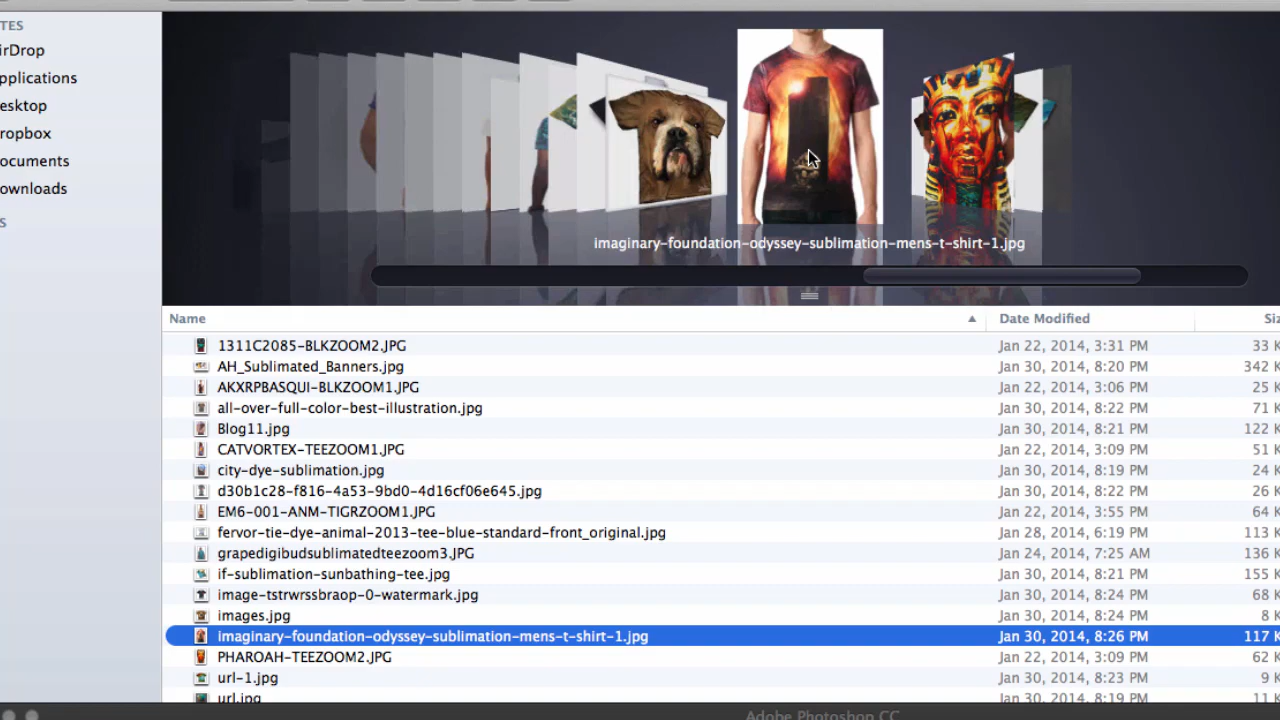 TES
irDrop
pplications
esktop
ropbox
ocuments
ownloads
S
imaginary-foundation-odyssey-sublimation-mens-t-shirt-1.jpg
Name Date Modified Siz
1311C2085-BLKZOOM2.JPG Jan 22, 2014, 3:31 PM 33 K
AH_Sublimated_Banners.jpg Jan 30, 2014, 8:20 PM 342 K
AKXRPBASQUI-BLKZOOM1.JPG Jan 22, 2014, 3:06 PM 25 K
all-over-full-color-best-illustration.jpg Jan 30, 2014, 8:22 PM 71 K
Blog11.jpg Jan 30, 2014, 8:21 PM 122 K
CATVORTEX-TEEZOOM1.JPG Jan 22, 2014, 3:09 PM 51 K
city-dye-sublimation.jpg Jan 30, 2014, 8:19 PM 24 K
d30b1c28-f816-4a53-9bd0-4d16cf06e645.jpg Jan 30, 2014, 8:22 PM 26 K
EM6-001-ANM-TIGRZOOM1.JPG Jan 22, 2014, 3:55 PM 64 K
fervor-tie-dye-animal-2013-tee-blue-standard-front_original.jpg Jan 28, 2014, 6:19 PM 113 K
grapedigibudsublimatedteezoom3.JPG Jan 24, 2014, 7:25 AM 136 K
if-sublimation-sunbathing-tee.jpg Jan 30, 2014, 8:21 PM 155 K
image-tstrwrssbraop-0-watermark.jpg Jan 30, 2014, 8:24 PM 68 K
images.jpg Jan 30, 2014, 8:24 PM 8 K
imaginary-foundation-odyssey-sublimation-mens-t-shirt-1.jpg Jan 30, 2014, 8:26 PM 117 K
PHAROAH-TEEZOOM2.JPG Jan 22, 2014, 3:09 PM 62 K
url-1.jpg Jan 30, 2014, 8:23 PM 9 K
url.jpg Jan 30, 2014, 8:19 PM 11 K
Adobe Photoshop CC